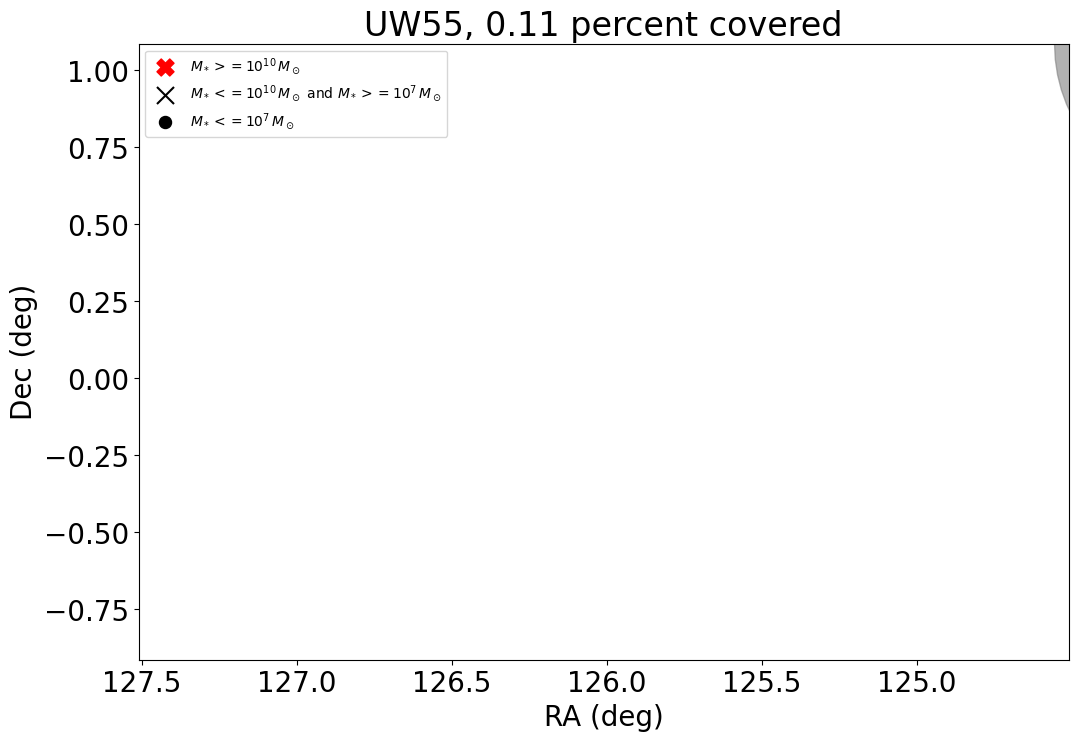 UW55, 0.11 percent covered
M* >= 10^10 M⊙
M* <= 10^10 M⊙ and M* >= 10^7 M⊙
M* <= 10^7 M⊙
1.00
0.75
0.50
0.25
0.00
−0.25
−0.50
−0.75
Dec (deg)
127.5 127.0 126.5 126.0 125.5 125.0
RA (deg)